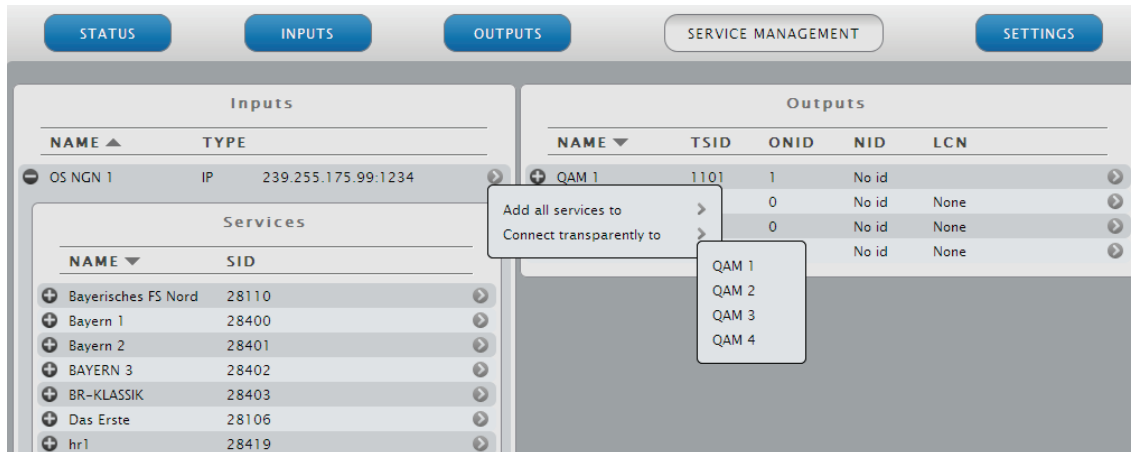 STATUS INPUTS OUTPUTS SERVICE MANAGEMENT SETTINGS
Inputs
NAME TYPE
OS NGN 1 IP 239.255.175.99:1234
Services
NAME SID
Bayerisches FS Nord 28110
Bayern 1 28400
Bayern 2 28401
BAYERN 3 28402
BR-KLASSIK 28403
Das Erste 28106
hr1 28419
Add all services to
Connect transparently to
QAM 1
QAM 2
QAM 3
QAM 4
Outputs
NAME TSID ONID NID LCN
QAM 1 1101 1 No id
0 No id None
0 No id None
No id None